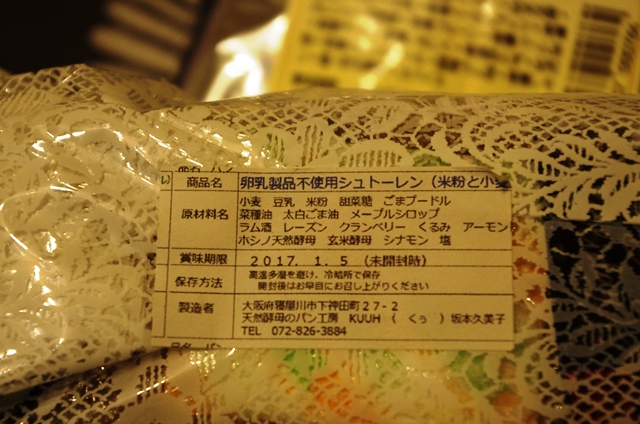 商品名 卵乳製品不使用シュトーレン（米粉と小麦
原材料名 小麦 豆乳 米粉 甜菜糖 ごまプードル
菜種油 太白ごま油 メープルシロップ
ラム酒 レーズン クランベリー くるみ アーモン
ホシノ天然酵母 玄米酵母 シナモン 塩
賞味期限 2017. 1. 5 （未開封時）
保存方法 高温多湿を避け、冷暗所で保存
開封後はお早目にお召し上がりください
製造者 大阪府寝屋川市下神田町27-2
天然酵母のパン工房 KUUH （ くぅ ）坂本久美子
TEL 072-826-3884